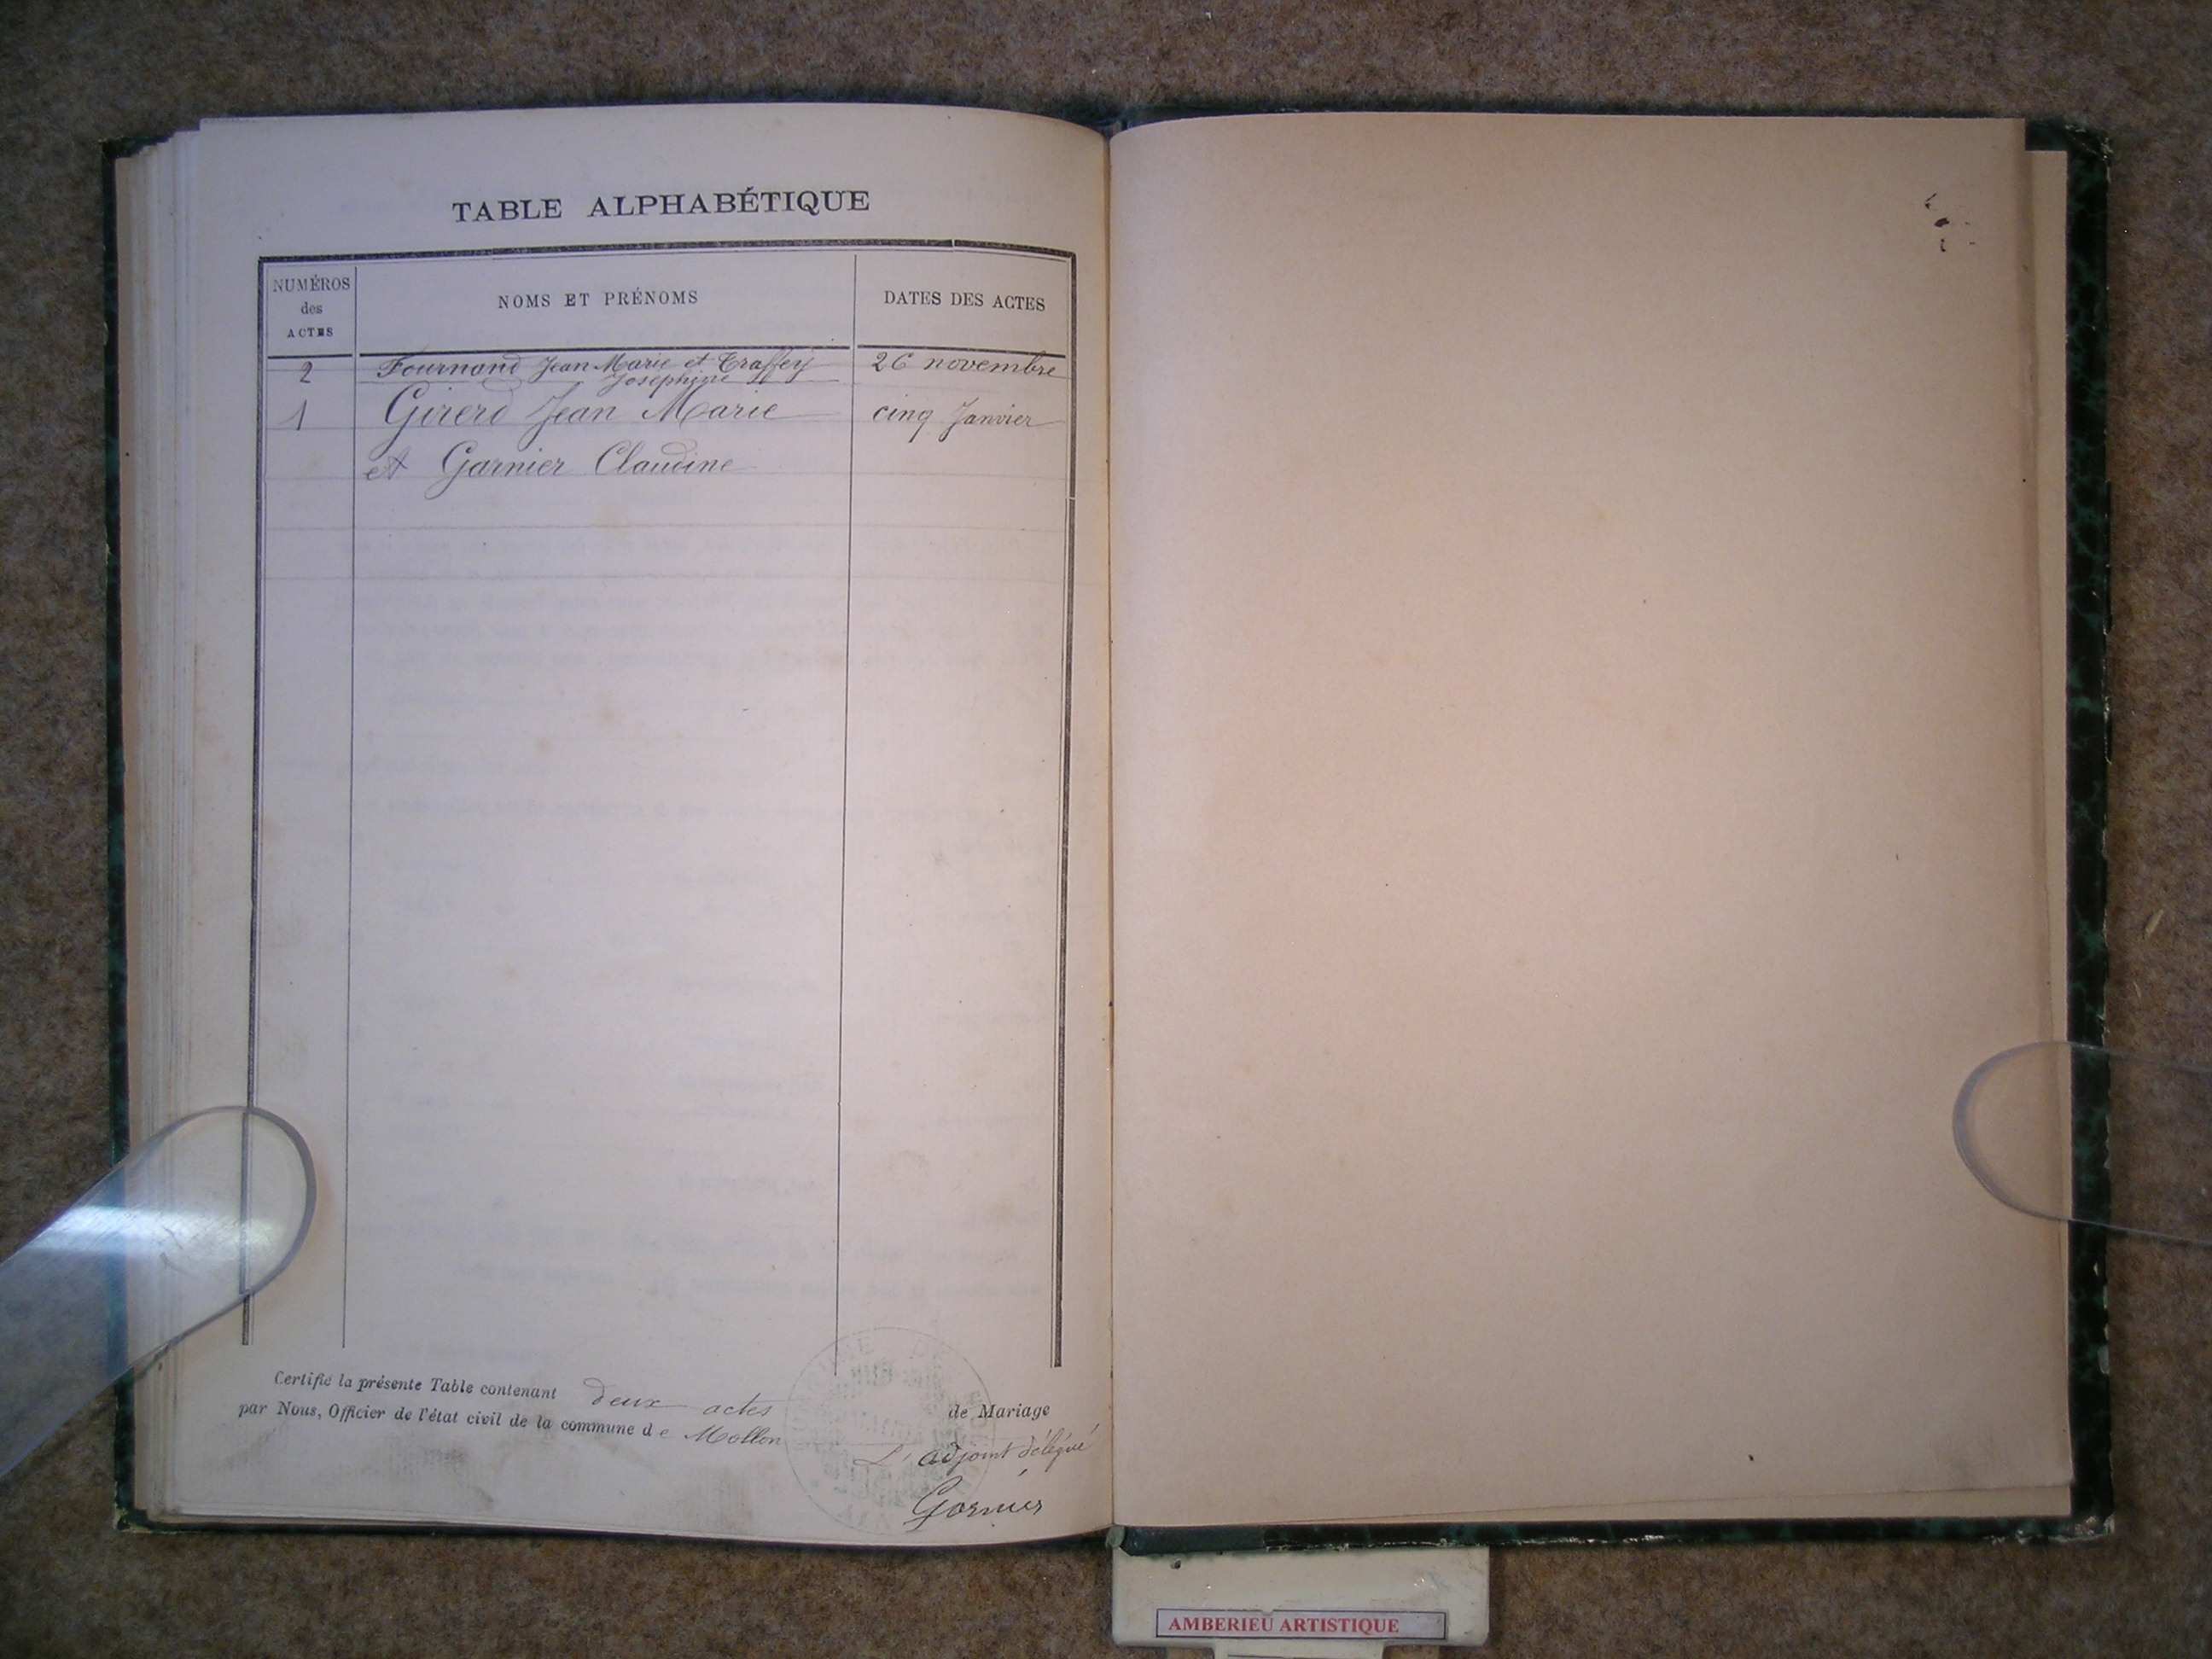 TABLE ALPHABÉTIQUE
NUMÉROS
des
ACTES
NOMS ET PRÉNOMS
DATES DES ACTES
2 Fournand Jean Marie et Traffey 26 novembre
Joséphine
1 Girerd Jean Marie cinq Janvier
et Garnier Claudine
Certifié la présente Table contenant deux actes de Mariage
par Nous, Officier de l'état civil de la commune de Mollon
L'adjoint délégué
Garnier
AMBERIEU ARTISTIQUE